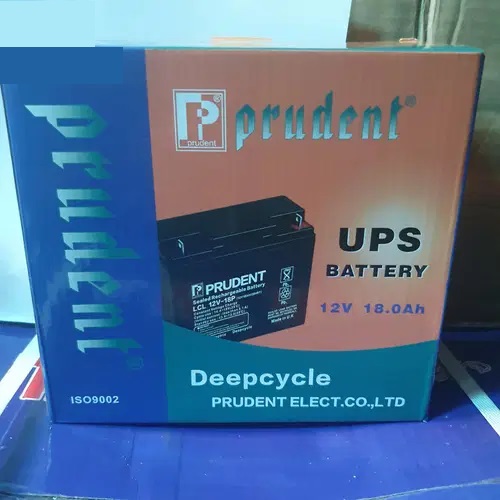 prudent®
ISO9002
P®
prudent
prudent®
PRUDENT
Sealed Rechargeable Battery
LCL 12V-18P
UPS
BATTERY
12V 18.0Ah
Deepcycle
PRUDENT ELECT.CO.,LTD